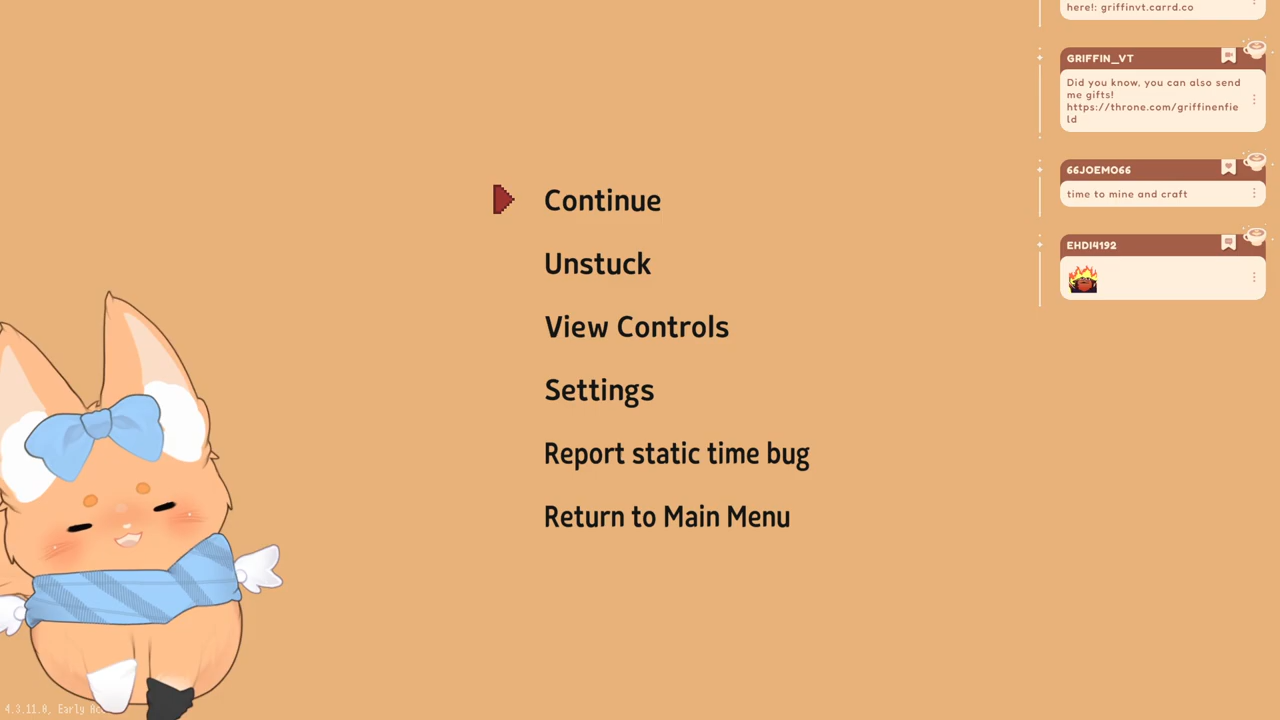 Continue
Unstuck
View Controls
Settings
Report static time bug
Return to Main Menu
here!: griffinvt.carrd.co
GRIFFIN_VT
Did you know, you can also send
me gifts!
https://throne.com/griffinenfie
ld
66JOEMO66
time to mine and craft
EHDI4192
4.3.11.0, Early